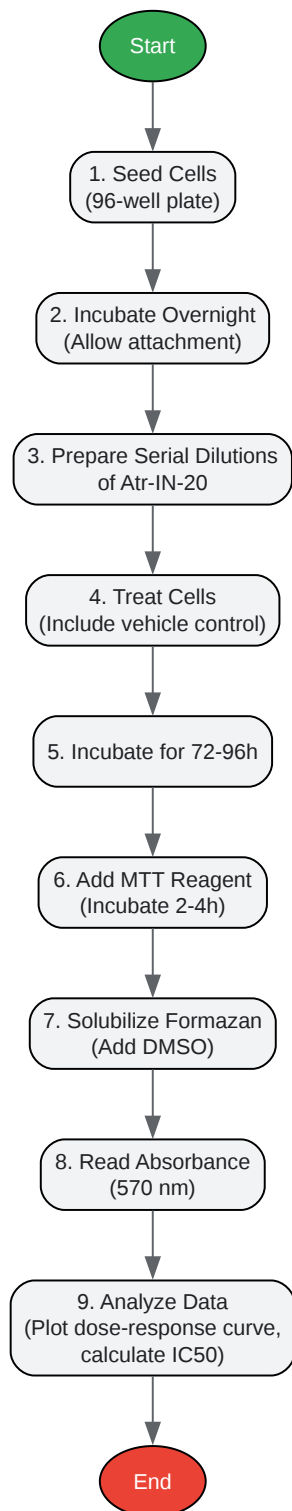 Start
1. Seed Cells
(96-well plate)
2. Incubate Overnight
(Allow attachment)
3. Prepare Serial Dilutions
of Atr-IN-20
4. Treat Cells
(Include vehicle control)
5. Incubate for 72-96h
6. Add MTT Reagent
(Incubate 2-4h)
7. Solubilize Formazan
(Add DMSO)
8. Read Absorbance
(570 nm)
9. Analyze Data
(Plot dose-response curve,
calculate IC50)
End